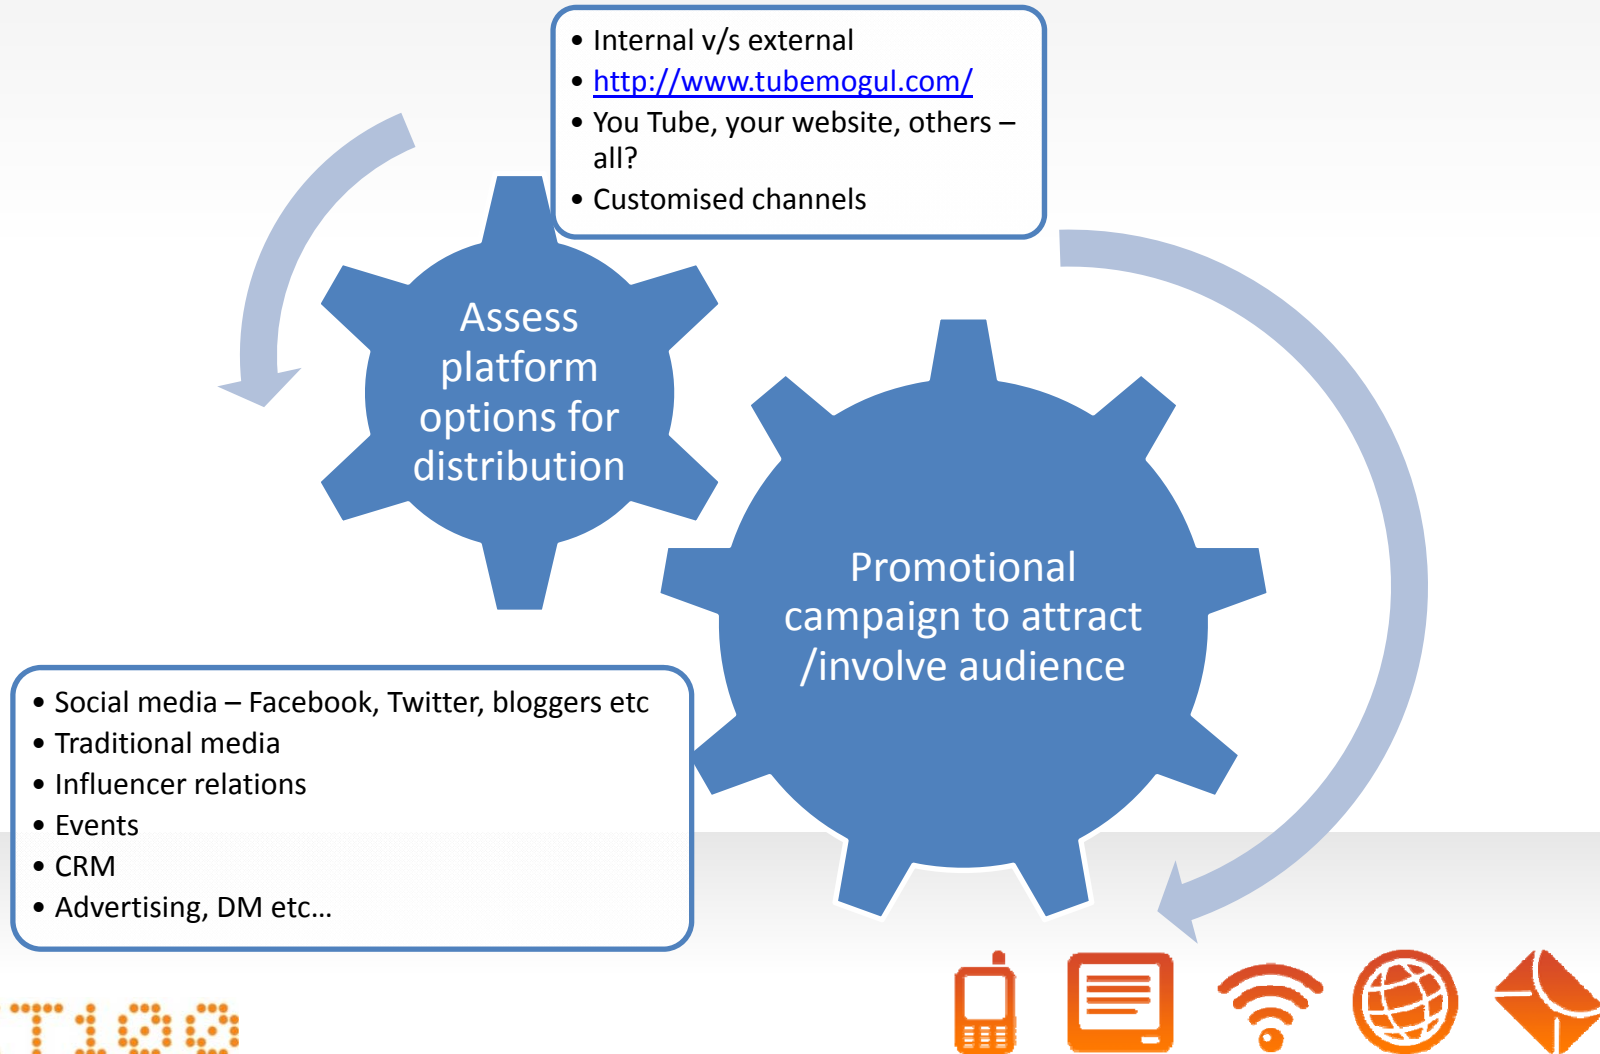 • Internal v/s external
• http://www.tubemogul.com/
• You Tube, your website, others –
all?
• Customised channels
Assess
platform
options for
distribution
Promotional
campaign to attract
/involve audience
• Social media – Facebook, Twitter, bloggers etc
• Traditional media
• Influencer relations
• Events
• CRM
• Advertising, DM etc…
T100